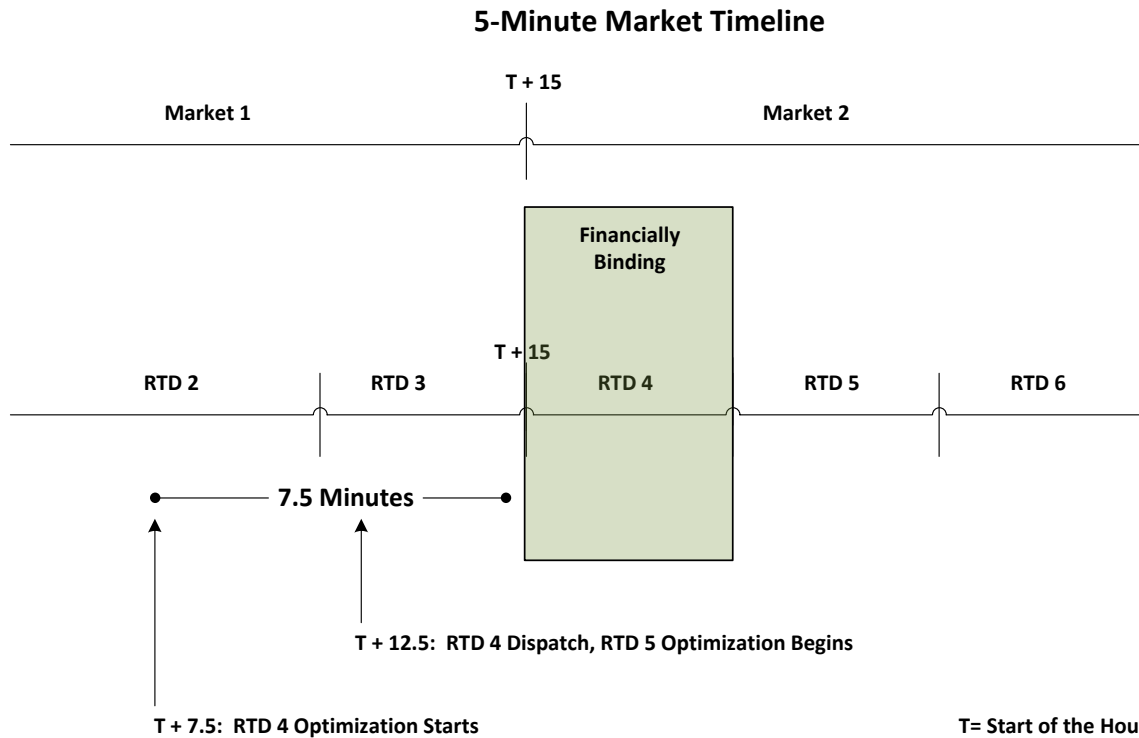 5-Minute Market Timeline
T + 15
Market 1
Market 2
Financially
Binding
T + 15
RTD 2
RTD 3
RTD 4
RTD 5
RTD 6
7.5 Minutes
T + 12.5: RTD 4 Dispatch, RTD 5 Optimization Begins
T + 7.5: RTD 4 Optimization Starts
T= Start of the Hou